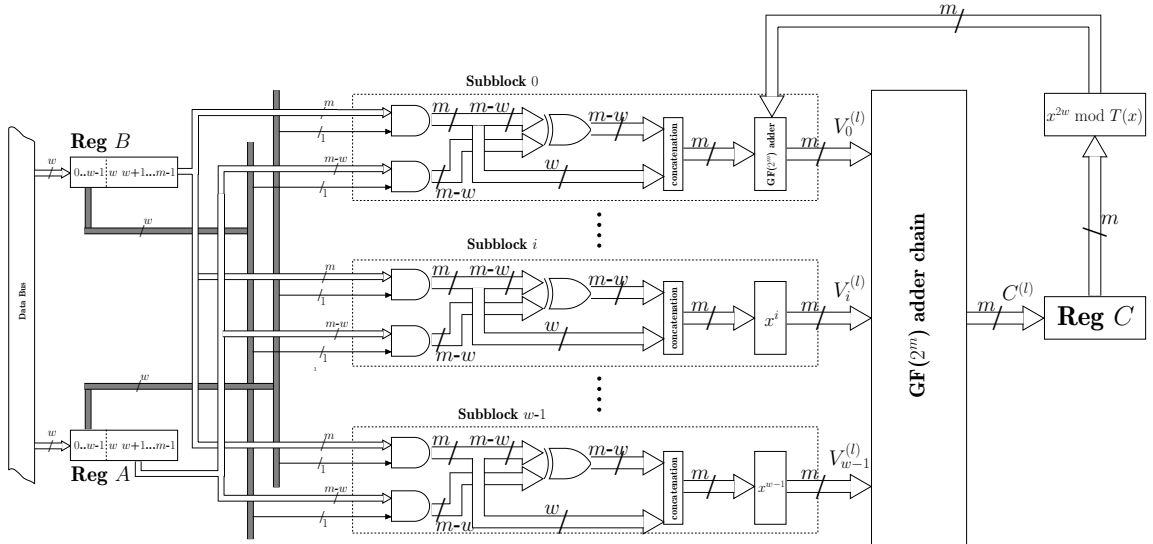 m
Subblock 0
m
m
m-w
m-w
x^{2w} mod T(x)
Reg B
w
0..w-1 w w+1...m-1
1
concatenation
m
GF(2^m) adder
m
V_0^{(l)}
m-w
w
1
m-w
m
w
Subblock i
m
m
m-w
m-w
V_i^{(l)}
Data Bus
1
concatenation
m
x^i
m
GF(2^m) adder chain
m
C^{(l)}
Reg C
m-w
w
1
m-w
1
w
Subblock w-1
w
0..w-1 w w+1...m-1
m
m
m-w
m-w
V_{w-1}^{(l)}
Reg A
1
concatenation
m
x^{w-1}
m
m-w
w
1
m-w